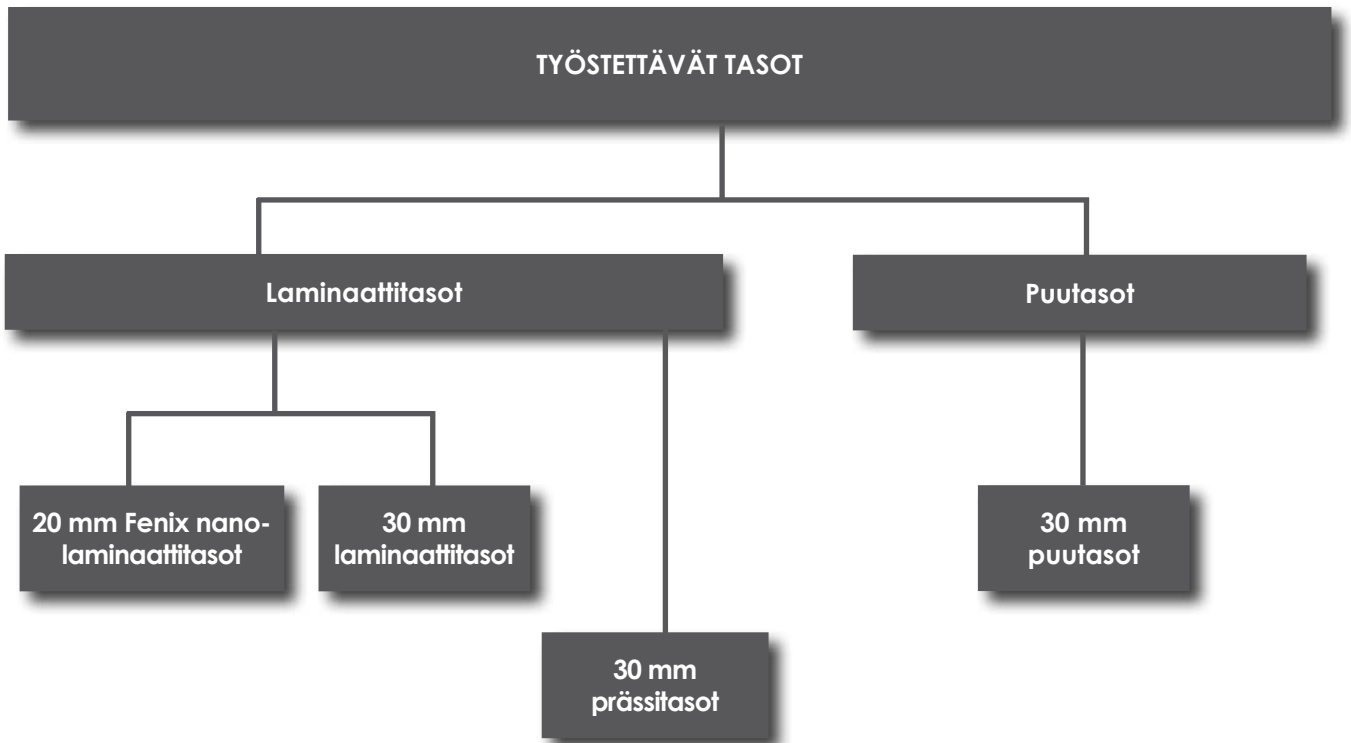 TYÖSTETTÄVÄT TASOT
Laminaattitasot
Puutasot
20 mm Fenix nano-
laminaattitasot
30 mm
laminaattitasot
30 mm
puutasot
30 mm
prässitasot